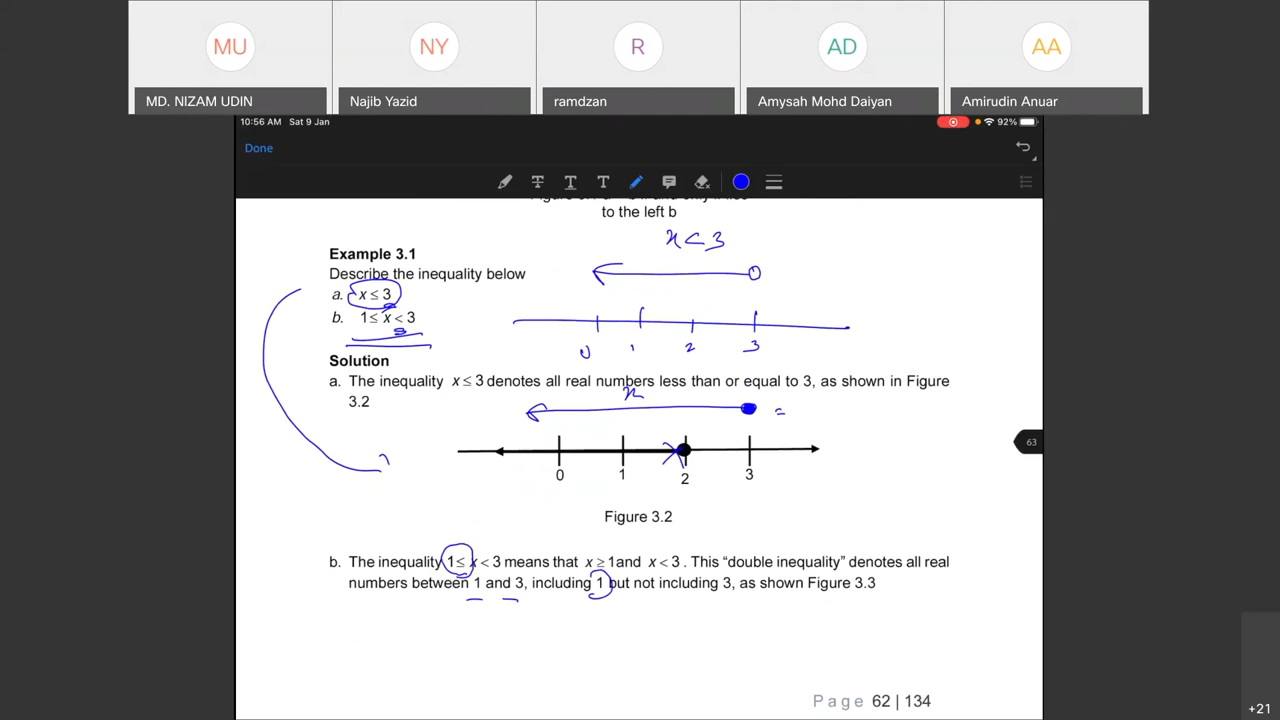 MU NY R AD AA
MD. NIZAM UDIN Najib Yazid ramdzan Amysah Mohd Daiyan Amirudin Anuar
10:56 AM Sat 9 Jan 92%
Done
T T T
to the left b
x < 3
Example 3.1
Describe the inequality below
a. x ≤ 3
b. 1 ≤ x < 3
0 1 2 3
Solution
a. The inequality x ≤ 3 denotes all real numbers less than or equal to 3, as shown in Figure
3.2
x
=
63
0 1 2 3
Figure 3.2
b. The inequality 1 ≤ x < 3 means that x ≥ 1 and x < 3. This “double inequality” denotes all real
numbers between 1 and 3, including 1 but not including 3, as shown Figure 3.3
Page 62 | 134
+21